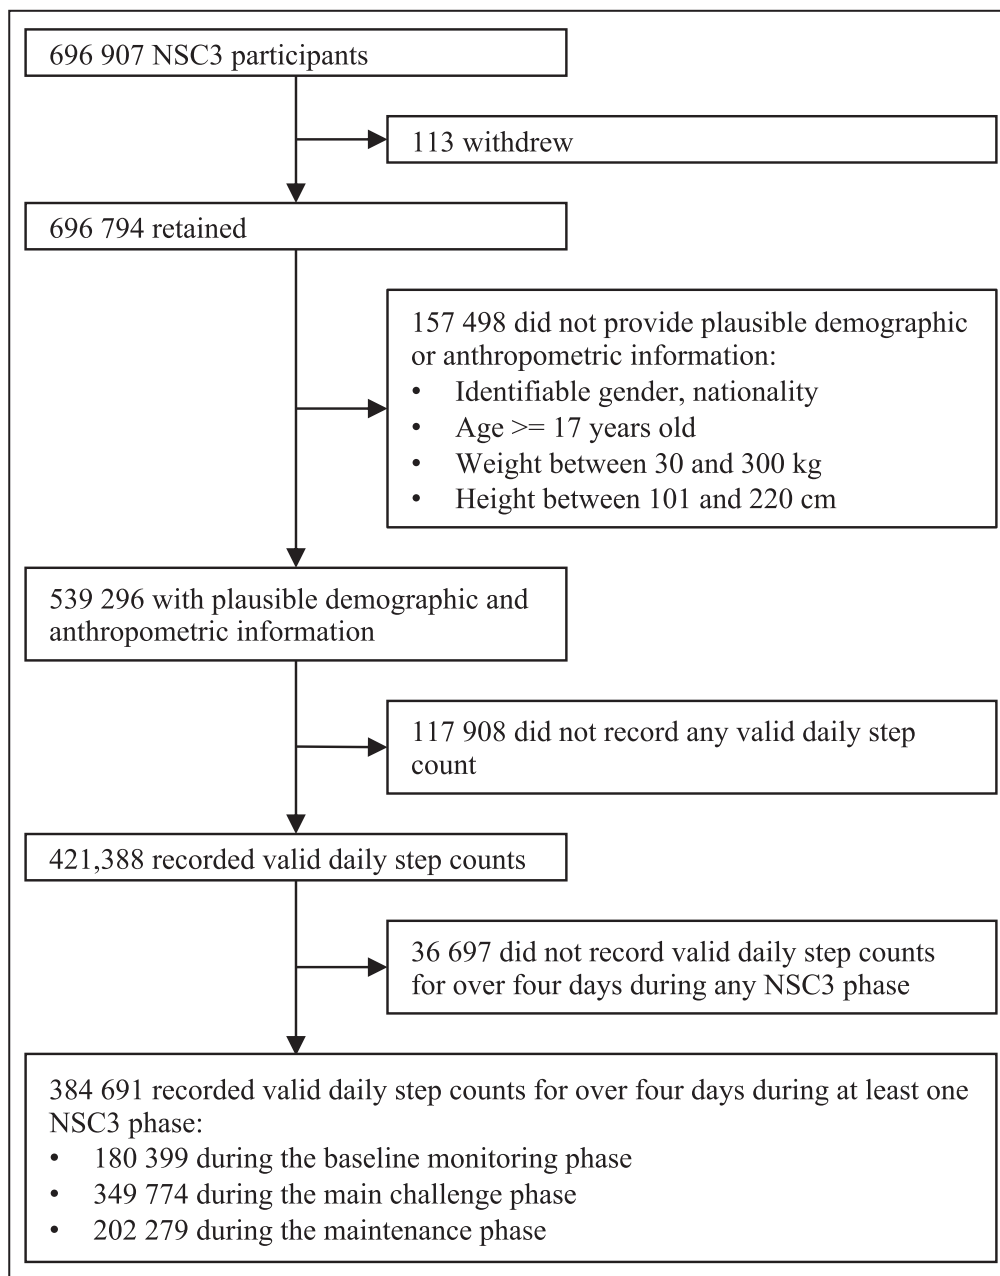 696 907 NSC3 participants
113 withdrew
696 794 retained
157 498 did not provide plausible demographic
or anthropometric information:
• Identifiable gender, nationality
• Age >= 17 years old
• Weight between 30 and 300 kg
• Height between 101 and 220 cm
539 296 with plausible demographic and
anthropometric information
117 908 did not record any valid daily step
count
421,388 recorded valid daily step counts
36 697 did not record valid daily step counts
for over four days during any NSC3 phase
384 691 recorded valid daily step counts for over four days during at least one
NSC3 phase:
• 180 399 during the baseline monitoring phase
• 349 774 during the main challenge phase
• 202 279 during the maintenance phase